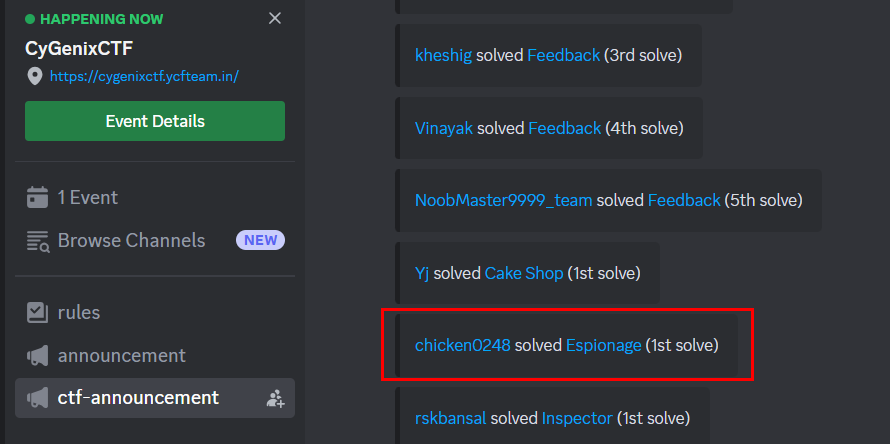 HAPPENING NOW
CyGenixCTF
https://cygenixctf.ycfteam.in/
Event Details
1 Event
Browse Channels NEW
rules
announcement
ctf-announcement
kheshig solved Feedback (3rd solve)
Vinayak solved Feedback (4th solve)
NoobMaster9999_team solved Feedback (5th solve)
Yj solved Cake Shop (1st solve)
chicken0248 solved Espionage (1st solve)
rskbansal solved Inspector (1st solve)